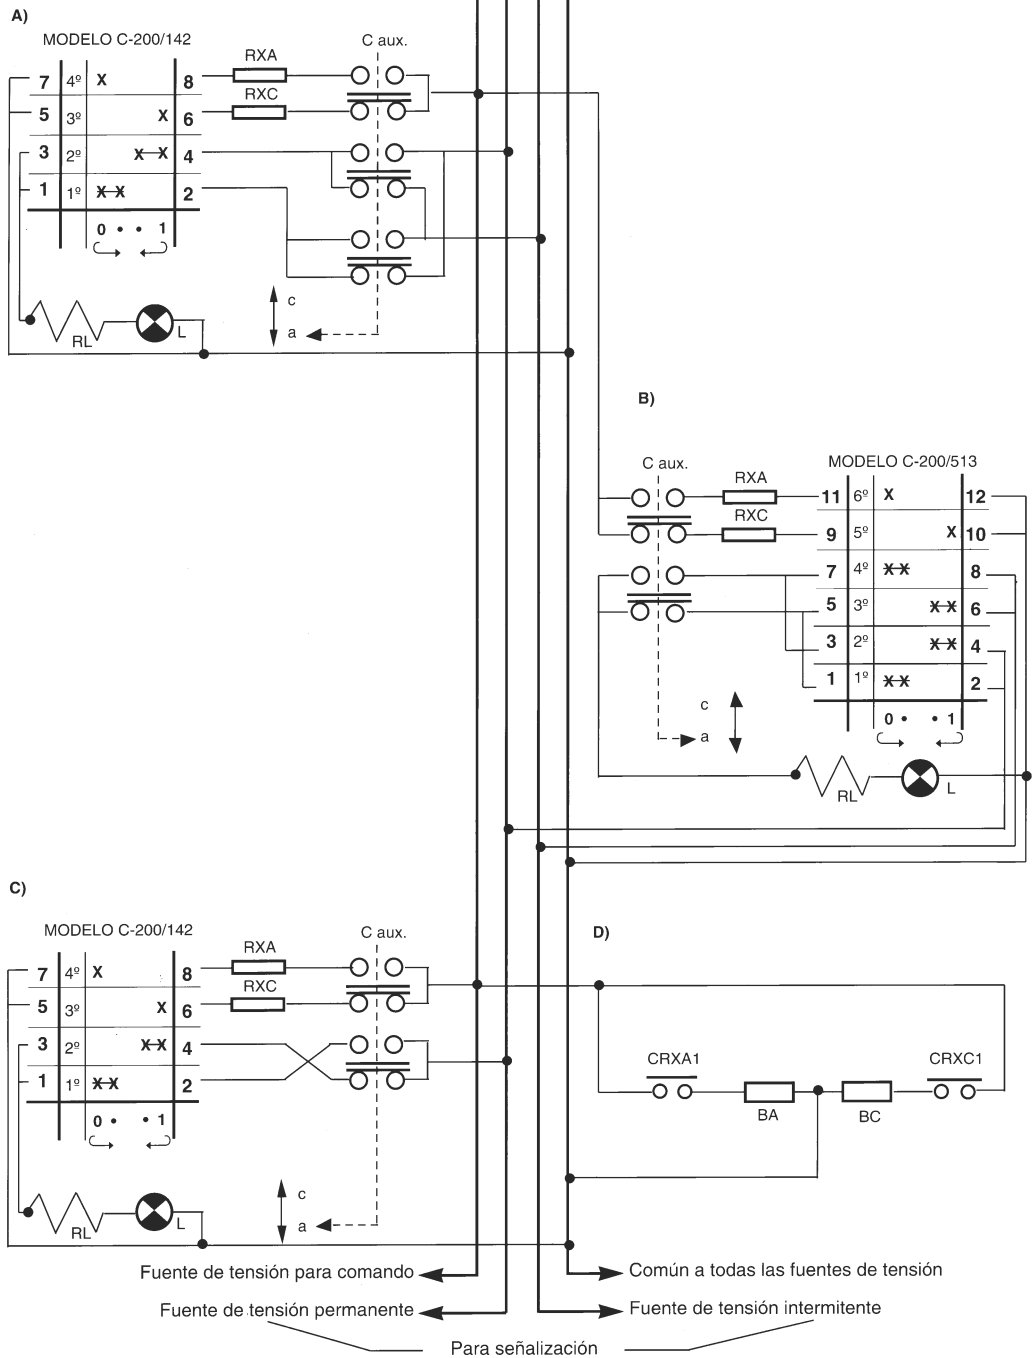 A)
MODELO C-200/142
C aux.
RXA
7 4º X 8
RXC
5 3º X 6
3 2º X X 4
1 1º X X 2
0 • • 1
c
a
RL
L
B)
C aux.
MODELO C-200/513
RXA
11 6º X 12
RXC
9 5º X 10
7 4º X X 8
5 3º X X 6
3 2º X X 4
1 1º X X 2
0 • • 1
c
a
RL
L
C)
MODELO C-200/142
C aux.
RXA
7 4º X 8
RXC
5 3º X 6
3 2º X X 4
1 1º X X 2
0 • • 1
c
a
RL
L
D)
CRXA1
CRXC1
BA
BC
Fuente de tensión para comando
Común a todas las fuentes de tensión
Fuente de tensión permanente
Fuente de tensión intermitente
Para señalización